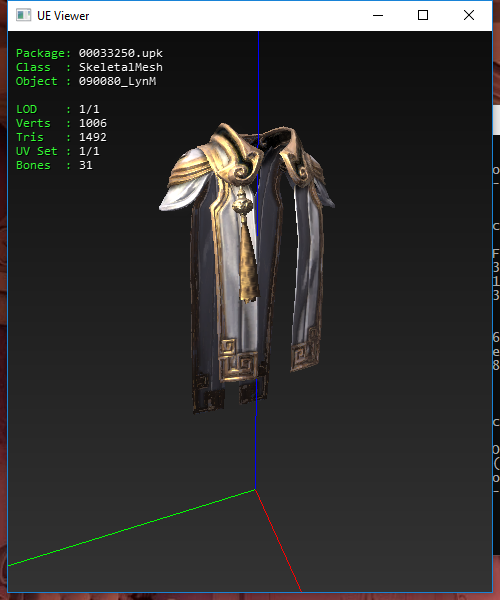 UE Viewer
Package: 00033250.upk
Class  : SkeletalMesh
Object : 090080_LynM
LOD    : 1/1
Verts  : 1006
Tris   : 1492
UV Set : 1/1
Bones  : 31